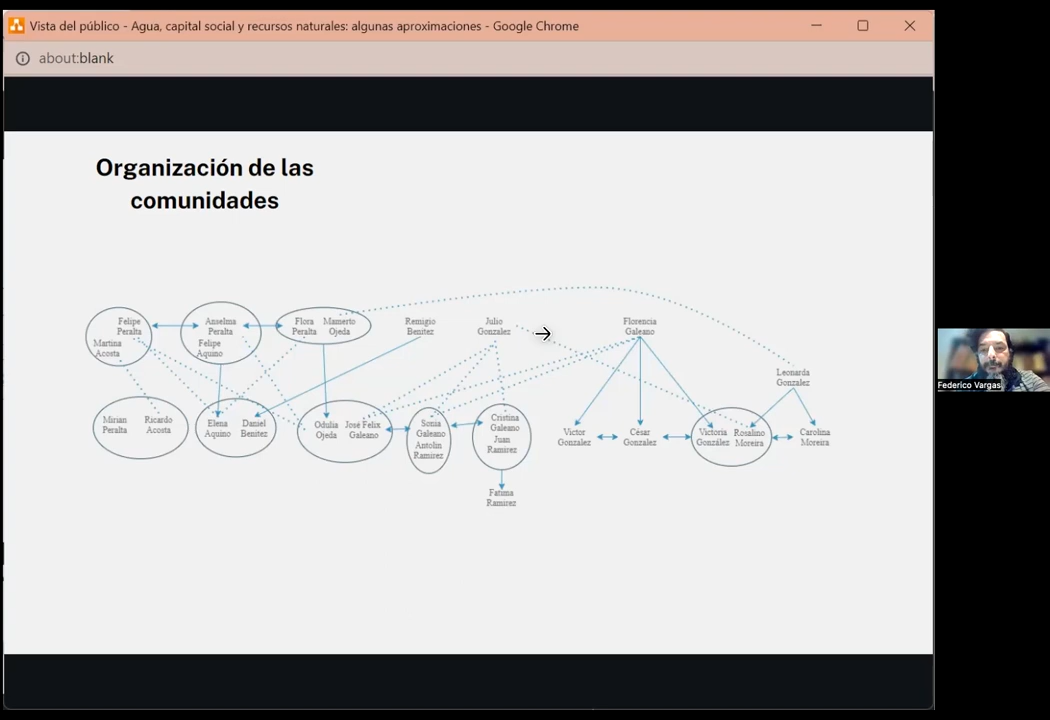 Vista del público - Agua, capital social y recursos naturales: algunas aproximaciones - Google Chrome
about:blank
Organización de las
comunidades
Felipe
Peralta
Martina
Acosta
Anselma
Peralta
Felipe
Aquino
Flora
Peralta
Mamerto
Ojeda
Remigio
Benitez
Julio
Gonzalez
Florencia
Galeano
Leonarda
Gonzalez
Mirian
Peralta
Ricardo
Acosta
Elena
Aquino
Daniel
Benitez
Odulia
Ojeda
José Felix
Galeano
Sonia
Galeano
Antolin
Ramirez
Cristina
Galeano
Juan
Ramirez
Victor
Gonzalez
César
Gonzalez
Victoria
González
Rosalino
Moreira
Carolina
Moreira
Fatima
Ramirez
Federico Vargas